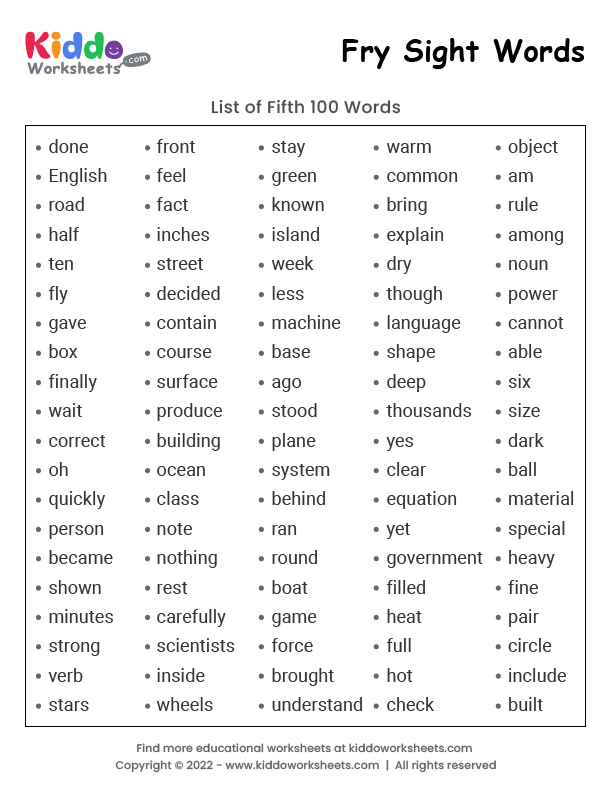 Kiddo
Worksheets.com
Fry Sight Words
List of Fifth 100 Words
• done • front • stay • warm • object
• English • feel • green • common • am
• road • fact • known • bring • rule
• half • inches • island • explain • among
• ten • street • week • dry • noun
• fly • decided • less • though • power
• gave • contain • machine • language • cannot
• box • course • base • shape • able
• finally • surface • ago • deep • six
• wait • produce • stood • thousands • size
• correct • building • plane • yes • dark
• oh • ocean • system • clear • ball
• quickly • class • behind • equation • material
• person • note • ran • yet • special
• became • nothing • round • government • heavy
• shown • rest • boat • filled • fine
• minutes • carefully • game • heat • pair
• strong • scientists • force • full • circle
• verb • inside • brought • hot • include
• stars • wheels • understand • check • built
Find more educational worksheets at kiddoworksheets.com
Copyright © 2022 - www.kiddoworksheets.com | All rights reserved